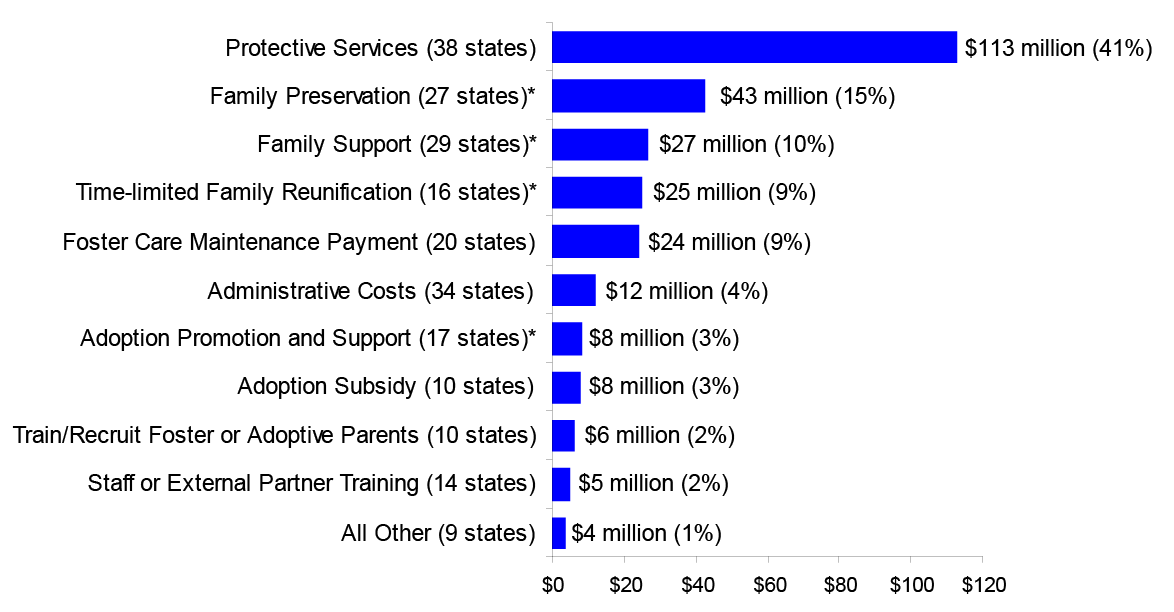 Protective Services (38 states) $113 million (41%)
Family Preservation (27 states)* $43 million (15%)
Family Support (29 states)* $27 million (10%)
Time-limited Family Reunification (16 states)* $25 million (9%)
Foster Care Maintenance Payment (20 states) $24 million (9%)
Administrative Costs (34 states) $12 million (4%)
Adoption Promotion and Support (17 states)* $8 million (3%)
Adoption Subsidy (10 states) $8 million (3%)
Train/Recruit Foster or Adoptive Parents (10 states) $6 million (2%)
Staff or External Partner Training (14 states) $5 million (2%)
All Other (9 states) $4 million (1%)
$0 $20 $40 $60 $80 $100 $120